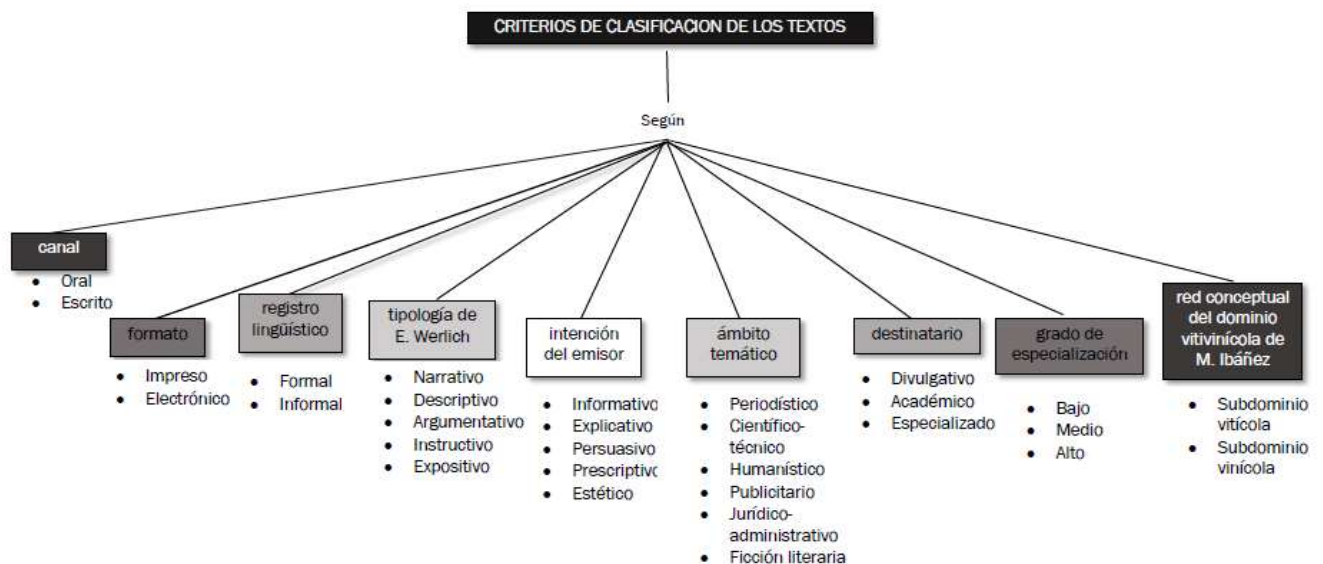 CRITERIOS DE CLASIFICACION DE LOS TEXTOS
Según
canal
• Oral
• Escrito
formato
• Impreso
• Electrónico
registro
lingüístico
• Formal
• Informal
tipología de
E. Werlich
• Narrativo
• Descriptivo
• Argumentativo
• Instructivo
• Expositivo
intención
del emisor
• Informativo
• Explicativo
• Persuasivo
• Prescriptivo
• Estético
ámbito
temático
• Periodístico
• Científico-
técnico
• Humanístico
• Publicitario
• Jurídico-
administrativo
• Ficción literaria
destinatario
• Divulgativo
• Académico
• Especializado
grado de
especialización
• Bajo
• Medio
• Alto
red conceptual
del dominio
vitivinícola de
M. Ibáñez
• Subdominio
vitícola
• Subdominio
vinícola